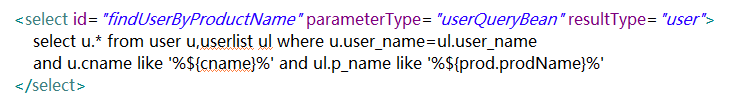 <select id="findUserByProductName" parameterType="userQueryBean" resultType="user">
select u.* from user u,userlist ul where u.user_name=ul.user_name
and u.cname like '%${cname}%' and ul.p_name like '%${prod.prodName}%'
</select>